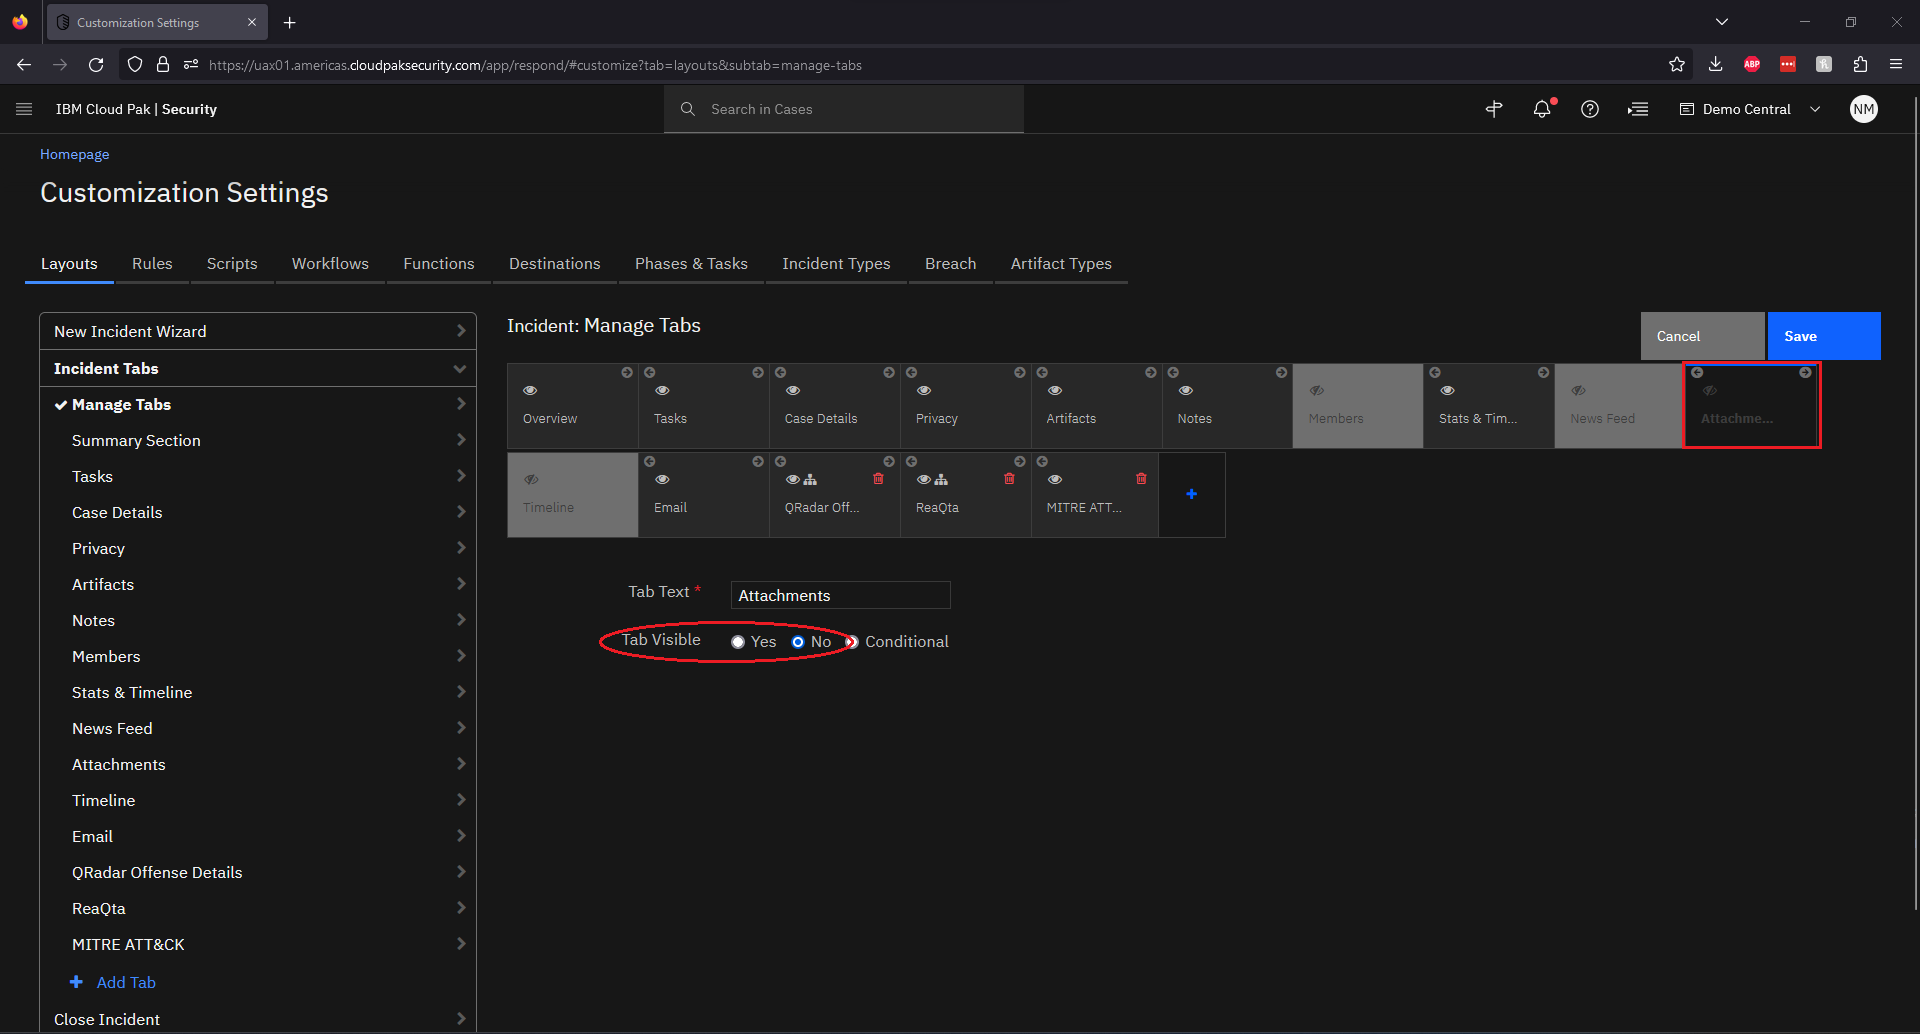 Customization Settings
https://uax01.americas.cloudpaksecurity.com/app/respond/#customize?tab=layouts&subtab=manage-tabs
ABP
IBM Cloud Pak | Security
Search in Cases
Demo Central
NM
Homepage
Customization Settings
Layouts Rules Scripts Workflows Functions Destinations Phases & Tasks Incident Types Breach Artifact Types
New Incident Wizard
Incident Tabs
Manage Tabs
Summary Section
Tasks
Case Details
Privacy
Artifacts
Notes
Members
Stats & Timeline
News Feed
Attachments
Timeline
Email
QRadar Offense Details
ReaQta
MITRE ATT&CK
Add Tab
Close Incident
Incident: Manage Tabs
Cancel Save
Overview Tasks Case Details Privacy Artifacts Notes Members Stats & Tim... News Feed Attachme...
Timeline Email QRadar Off... ReaQta MITRE ATT...
Tab Text * Attachments
Tab Visible Yes No Conditional